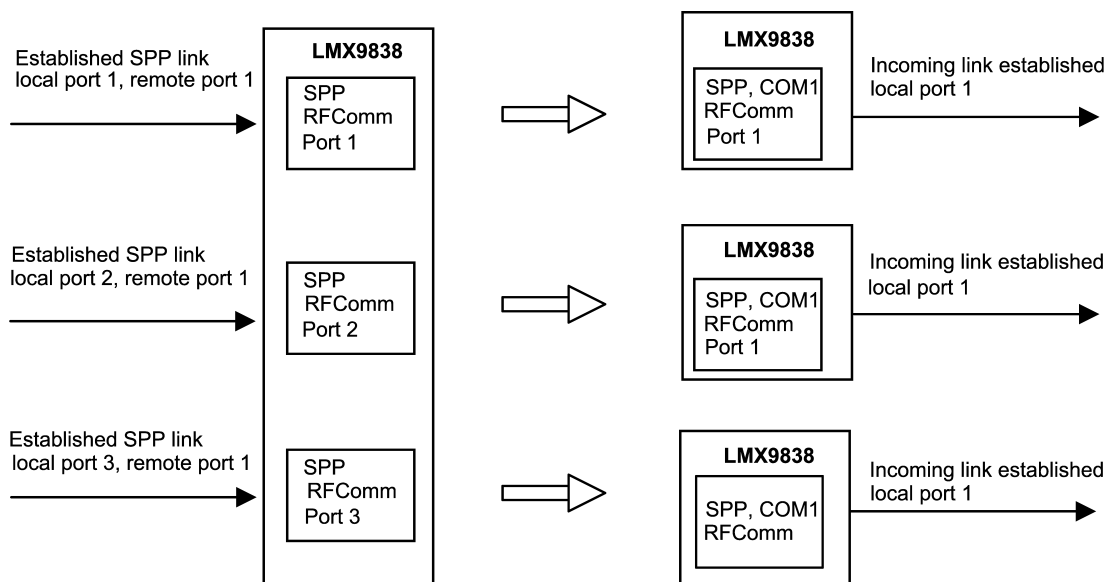 Established SPP link
local port 1, remote port 1
LMX9838
SPP
RFComm
Port 1
LMX9838
SPP, COM1
RFComm
Port 1
Incoming link established
local port 1
Established SPP link
local port 2, remote port 1
SPP
RFComm
Port 2
LMX9838
SPP, COM1
RFComm
Port 1
Incoming link established
local port 1
Established SPP link
local port 3, remote port 1
SPP
RFComm
Port 3
LMX9838
SPP, COM1
RFComm
Incoming link established
local port 1